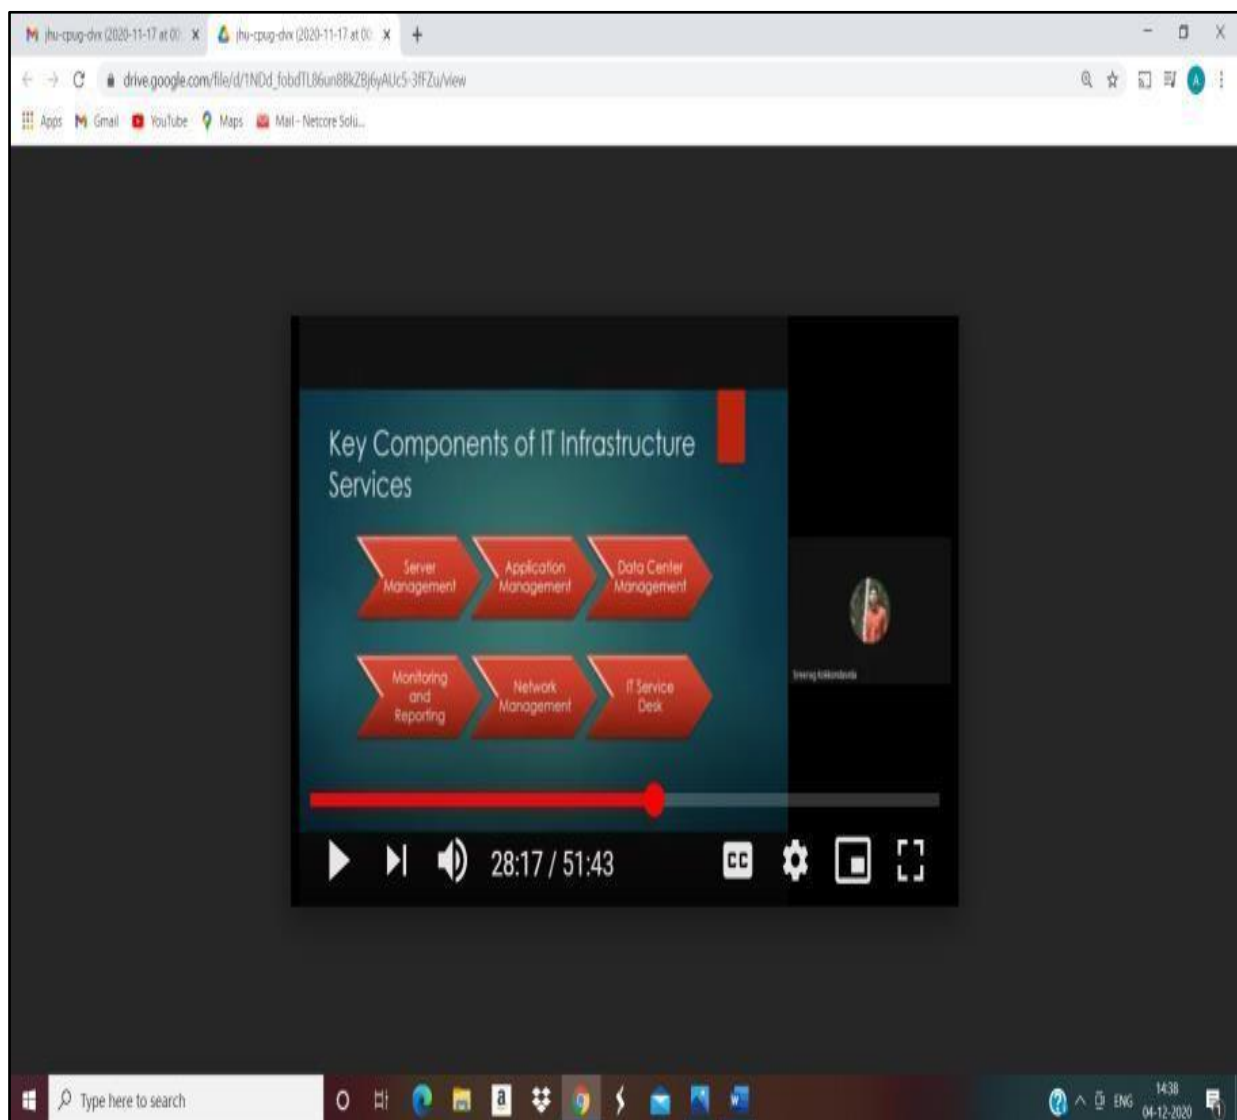 jhu-cpug-dvx (2020-11-17 at 00:
jhu-cpug-dvx (2020-11-17 at 00:
drive.google.com/file/d/1NDd_fobdTL86un8BkZBj6yAUc5-3fFZu/view
A
Apps Gmail YouTube Maps Mail - Netcore Solu...
Key Components of IT Infrastructure
Services
Server
Management
Application
Management
Data Center
Management
Monitoring
and
Reporting
Network
Management
IT Service
Desk
28:17 / 51:43
CC
Type here to search
a
ENG
14:38
04-12-2020